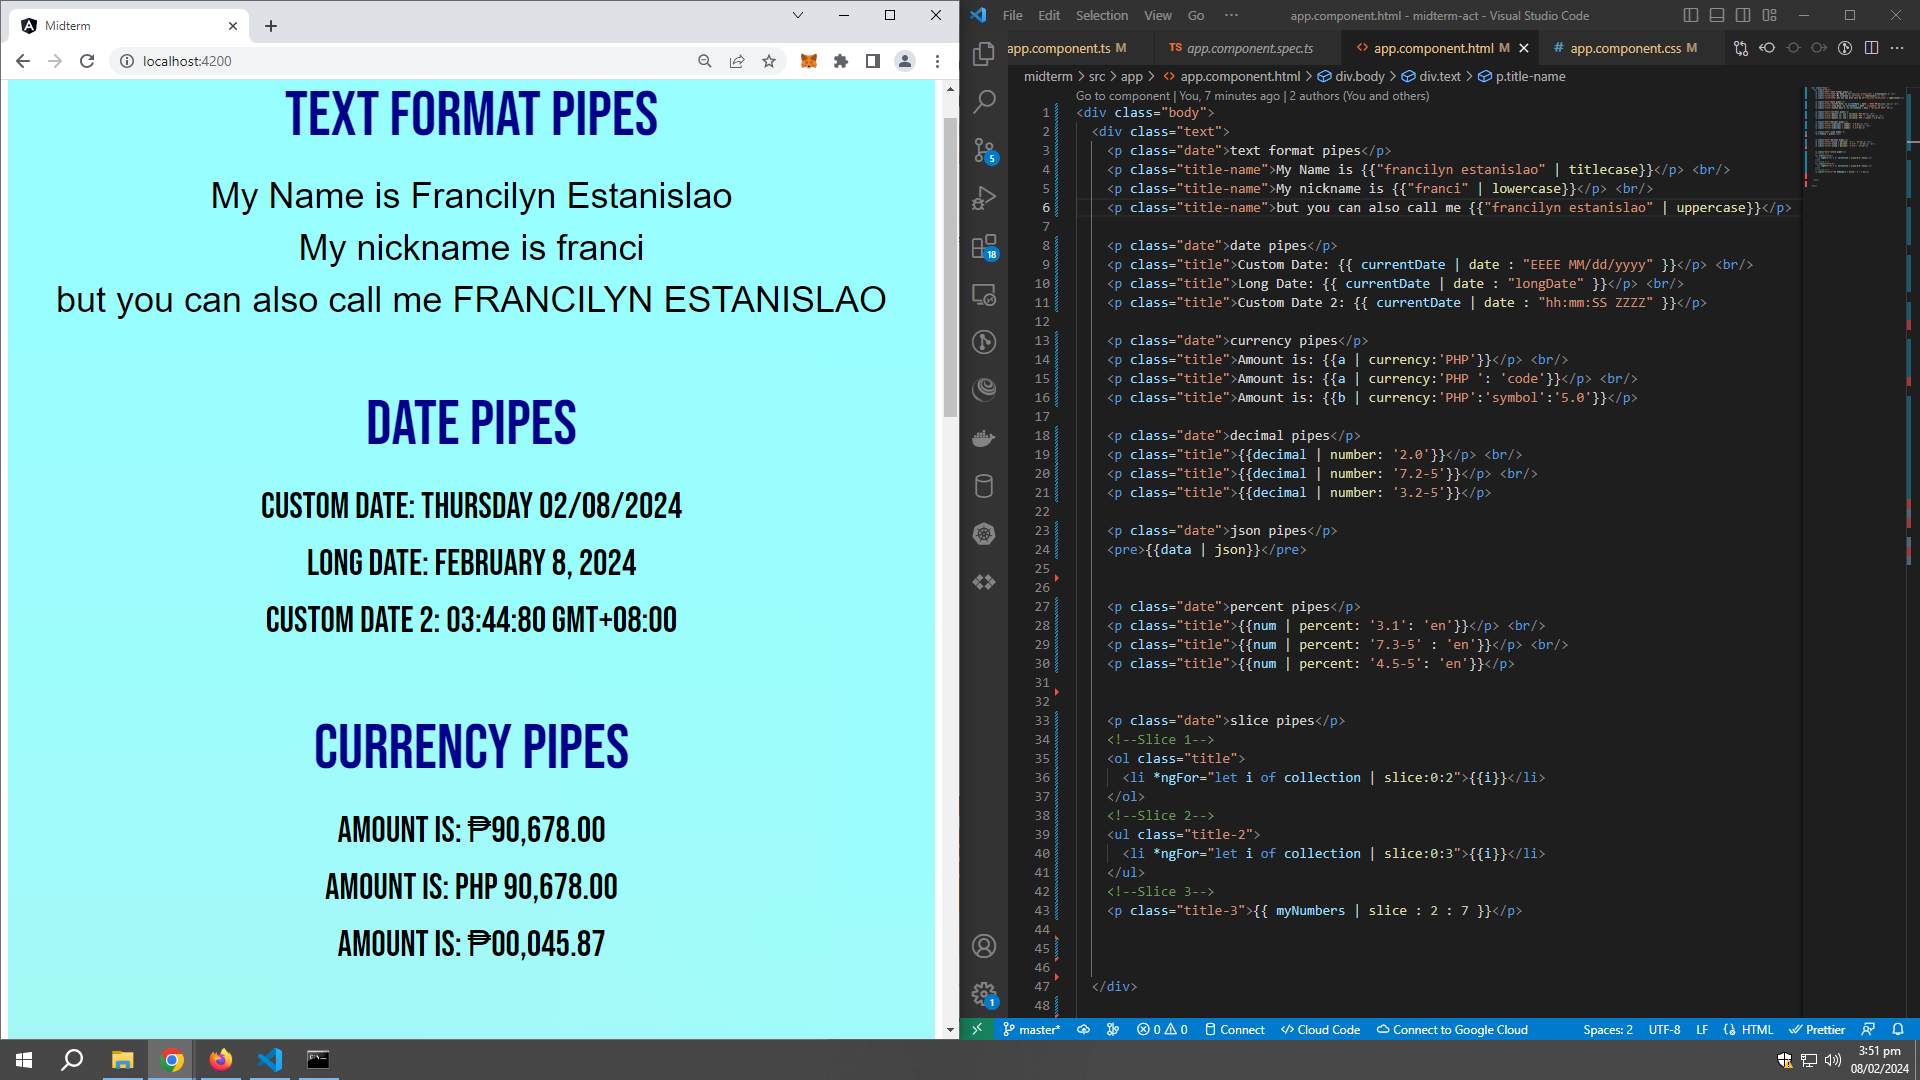 Midterm
localhost:4200
TEXT FORMAT PIPES
My Name is Francilyn Estanislao
My nickname is franci
but you can also call me FRANCILYN ESTANISLAO
DATE PIPES
CUSTOM DATE: THURSDAY 02/08/2024
LONG DATE: FEBRUARY 8, 2024
CUSTOM DATE 2: 03:44:80 GMT+08:00
CURRENCY PIPES
AMOUNT IS: ₱90,678.00
AMOUNT IS: PHP 90,678.00
AMOUNT IS: ₱00,045.87
File Edit Selection View Go ··· app.component.html - midterm-act - Visual Studio Code
app.component.ts M TS app.component.spec.ts <> app.component.html M # app.component.css M
midterm > src > app > <> app.component.html > div.body > div.text > p.title-name
Go to component | You, 7 minutes ago | 2 authors (You and others)
1 <div class="body">
2 <div class="text">
3 <p class="date">text format pipes</p>
4 <p class="title-name">My Name is {{"francilyn estanislao" | titlecase}}</p> <br/>
5 <p class="title-name">My nickname is {{"franci" | lowercase}}</p> <br/>
6 <p class="title-name">but you can also call me {{"francilyn estanislao" | uppercase}}</p>
7
8 <p class="date">date pipes</p>
9 <p class="title">Custom Date: {{ currentDate | date : "EEEE MM/dd/yyyy" }}</p> <br/>
10 <p class="title">Long Date: {{ currentDate | date : "longDate" }}</p> <br/>
11 <p class="title">Custom Date 2: {{ currentDate | date : "hh:mm:SS ZZZZ" }}</p>
12
13 <p class="date">currency pipes</p>
14 <p class="title">Amount is: {{a | currency:'PHP'}}</p> <br/>
15 <p class="title">Amount is: {{a | currency:'PHP ': 'code'}}</p> <br/>
16 <p class="title">Amount is: {{b | currency:'PHP':'symbol':'5.0'}}</p>
17
18 <p class="date">decimal pipes</p>
19 <p class="title">{{decimal | number: '2.0'}}</p> <br/>
20 <p class="title">{{decimal | number: '7.2-5'}}</p> <br/>
21 <p class="title">{{decimal | number: '3.2-5'}}</p>
22
23 <p class="date">json pipes</p>
24 <pre>{{data | json}}</pre>
25
26
27 <p class="date">percent pipes</p>
28 <p class="title">{{num | percent: '3.1': 'en'}}</p> <br/>
29 <p class="title">{{num | percent: '7.3-5' : 'en'}}</p> <br/>
30 <p class="title">{{num | percent: '4.5-5': 'en'}}</p>
31
32
33 <p class="date">slice pipes</p>
34 <!--Slice 1-->
35 <ol class="title">
36 <li *ngFor="let i of collection | slice:0:2">{{i}}</li>
37 </ol>
38 <!--Slice 2-->
39 <ul class="title-2">
40 <li *ngFor="let i of collection | slice:0:3">{{i}}</li>
41 </ul>
42 <!--Slice 3-->
43 <p class="title-3">{{ myNumbers | slice : 2 : 7 }}</p>
44
45
46
47 </div>
48
5
18
1
master* 0 0 Connect </> Cloud Code Connect to Google Cloud Spaces: 2 UTF-8 LF HTML Prettier
3:51 pm
08/02/2024